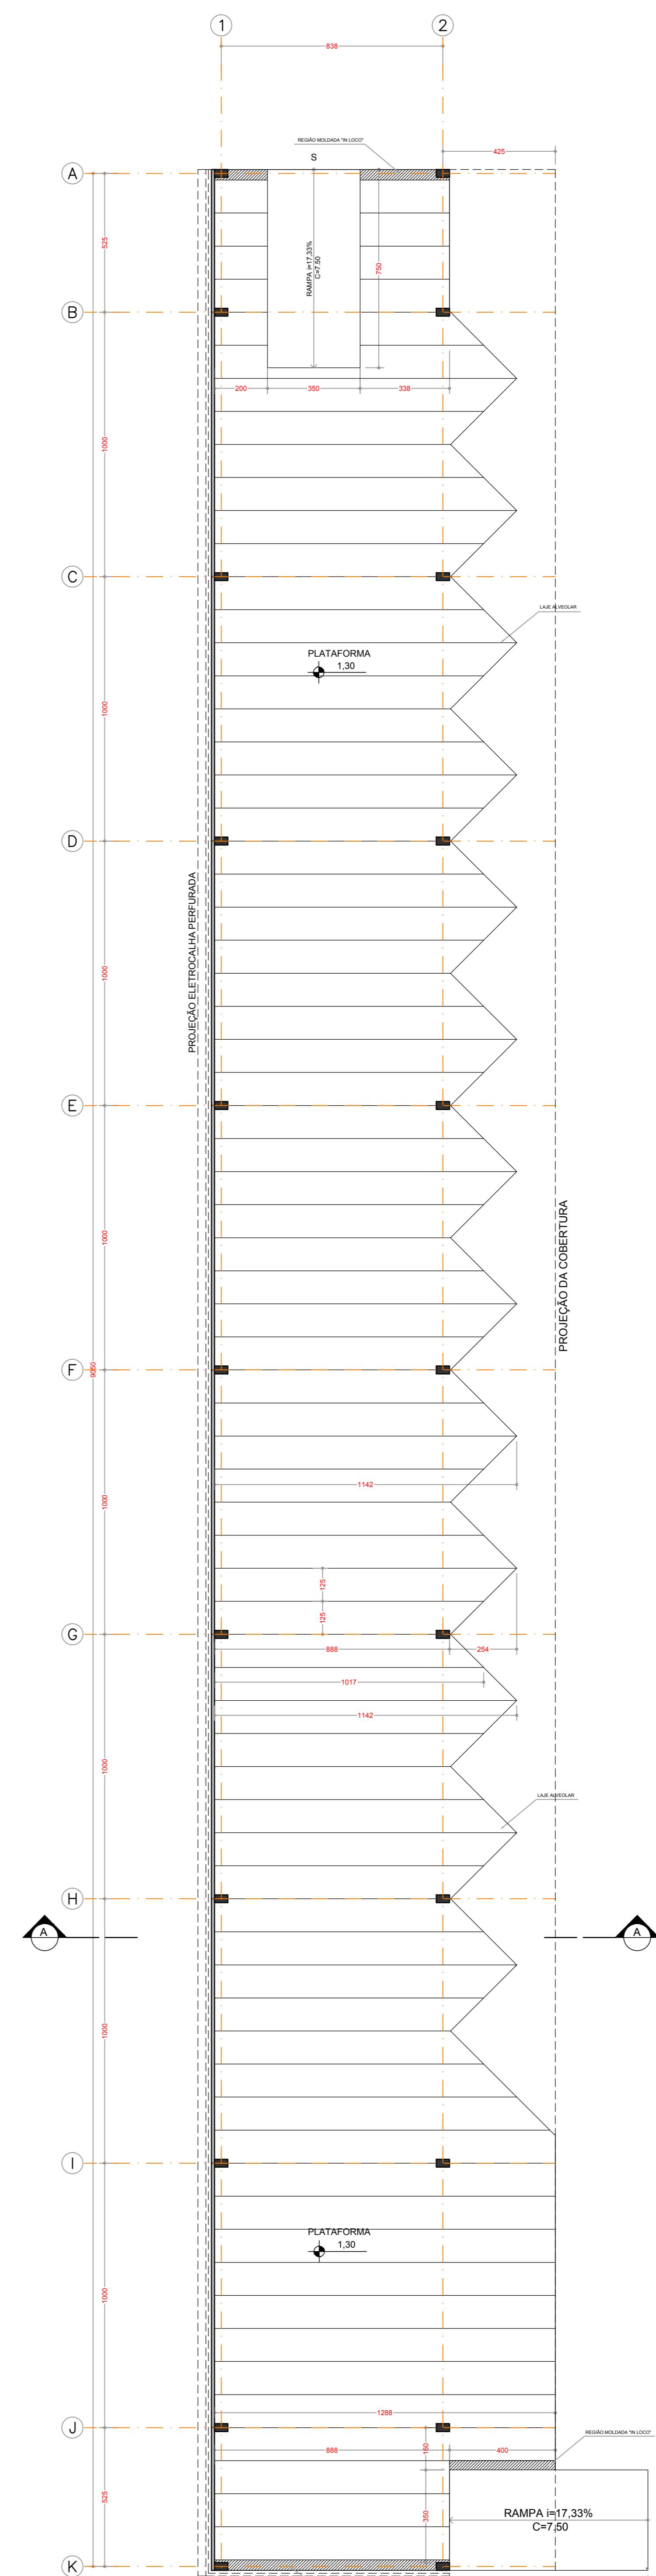 1
2
838
REGIÃO MOLDADA "IN LOCO"
425
S
A
525
RAMPA i=17,33%
C=7.50
750
B
200
350
338
1000
C
LAJE ALVEOLAR
PLATAFORMA
1,30
1000
D
PROJEÇÃO ELETROCALHA PERFURADA
1000
E
1000
PROJEÇÃO DA COBERTURA
F
9050
1000
1142
125
125
G
888
254
1017
1142
1000
LAJE ALVEOLAR
H
A
A
1000
I
PLATAFORMA
1,30
1000
1288
J
888
160
400
REGIÃO MOLDADA "IN LOCO"
525
350
RAMPA i=17,33%
C=7,50
K